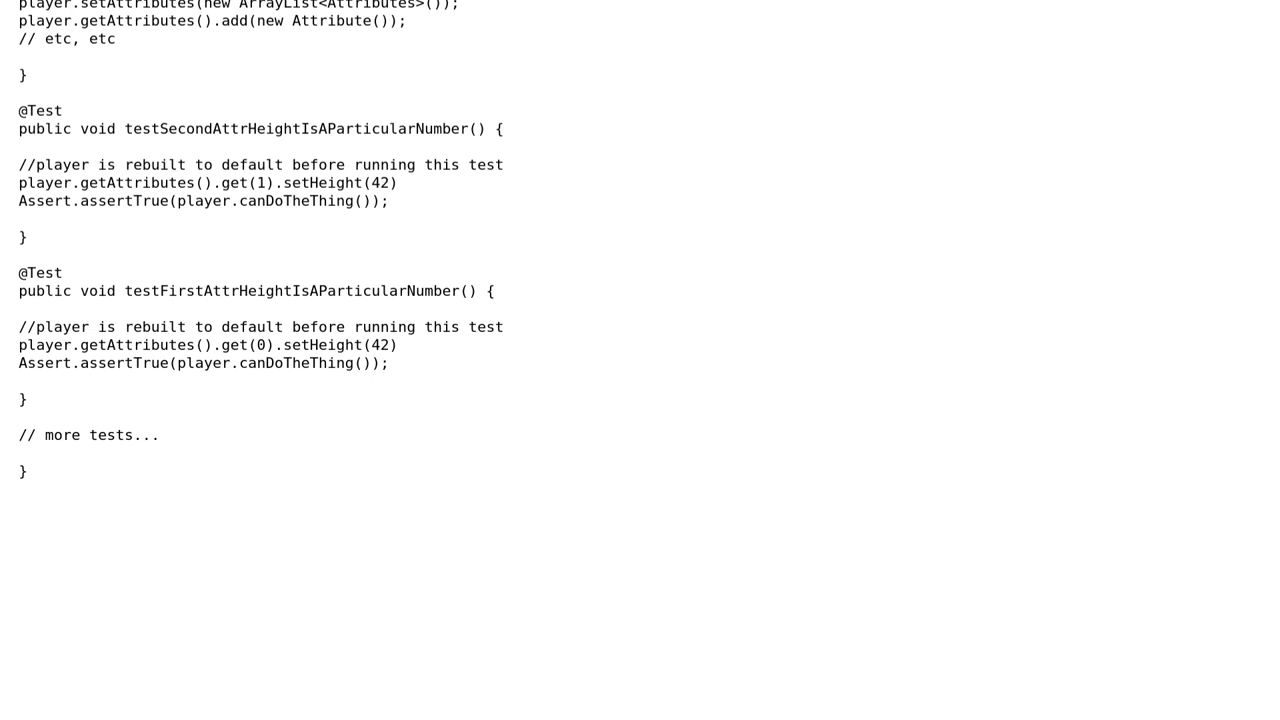 player.setAttributes(new ArrayList<Attributes>());
player.getAttributes().add(new Attribute());
// etc, etc
}
@Test
public void testSecondAttrHeightIsAParticularNumber() {
//player is rebuilt to default before running this test
player.getAttributes().get(1).setHeight(42)
Assert.assertTrue(player.canDoTheThing());
}
@Test
public void testFirstAttrHeightIsAParticularNumber() {
//player is rebuilt to default before running this test
player.getAttributes().get(0).setHeight(42)
Assert.assertTrue(player.canDoTheThing());
}
// more tests...
}